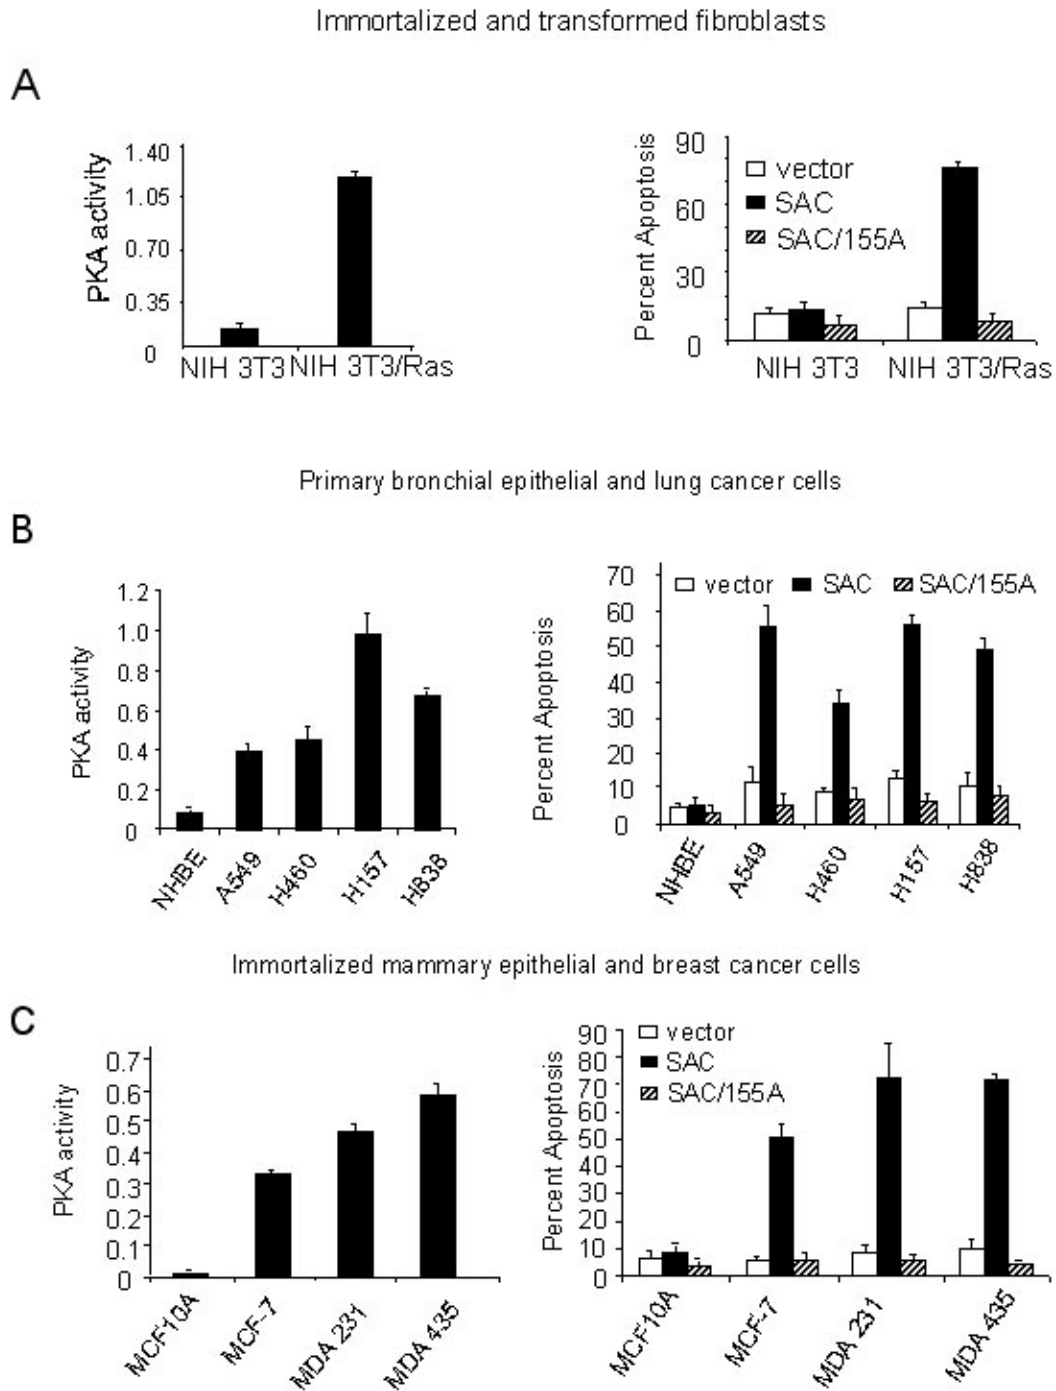 Immortalized and transformed fibroblasts
A
PKA activity
1.40
1.05
0.70
0.35
0
NIH 3T3 NIH 3T3/Ras
Percent Apoptosis
90
60
30
0
vector
SAC
SAC/155A
NIH 3T3 NIH 3T3/Ras
Primary bronchial epithelial and lung cancer cells
B
PKA activity
1.2
1.0
0.8
0.6
0.4
0.2
0
NHBE A549 H460 H157 H838
Percent Apoptosis
70
60
50
40
30
20
10
0
vector SAC SAC/155A
NHBE A549 H460 H157 H838
Immortalized mammary epithelial and breast cancer cells
C
PKA activity
0.7
0.6
0.5
0.4
0.3
0.2
0.1
0
MCF10A MCF-7 MDA 231 MDA 435
Percent Apoptosis
90
80
70
60
50
40
30
20
10
0
vector
SAC
SAC/155A
MCF10A MCF-7 MDA 231 MDA 435